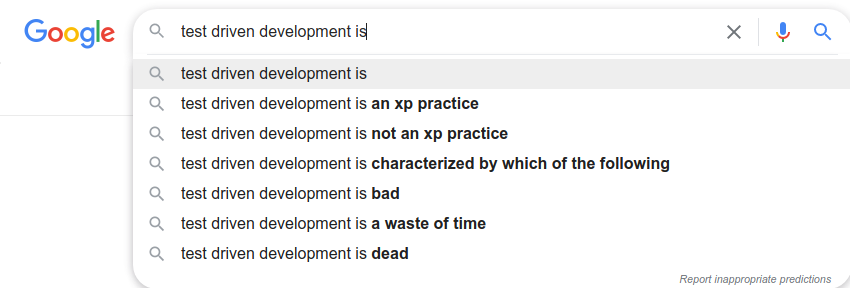 Google
test driven development is
test driven development is
test driven development is an xp practice
test driven development is not an xp practice
test driven development is characterized by which of the following
test driven development is bad
test driven development is a waste of time
test driven development is dead
Report inappropriate predictions